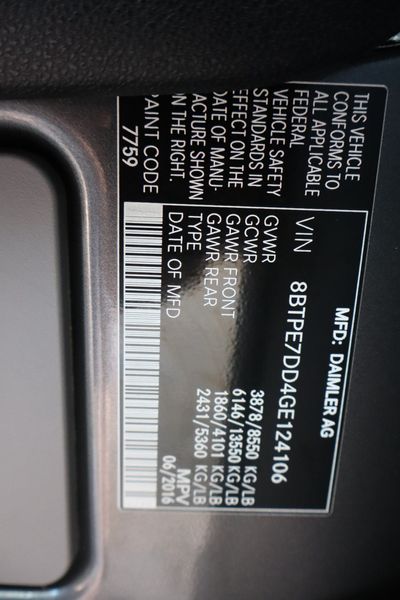 MFD: DAIMLER AG
VIN 8BTPE7DD4GE124106
GVWR 3878/8550 KG/LB
GCWR 6146/13550 KG/LB
GAWR FRONT 1860/4101 KG/LB
GAWR REAR 2431/5360 KG/LB
TYPE MPV
DATE OF MFD 06/2016
THIS VEHICLE
CONFORMS TO
ALL APPLICABLE
FEDERAL
VEHICLE SAFETY
STANDARDS IN
EFFECT ON THE
DATE OF MANU-
FACTURE SHOWN
ON THE RIGHT.
PAINT CODE
7759